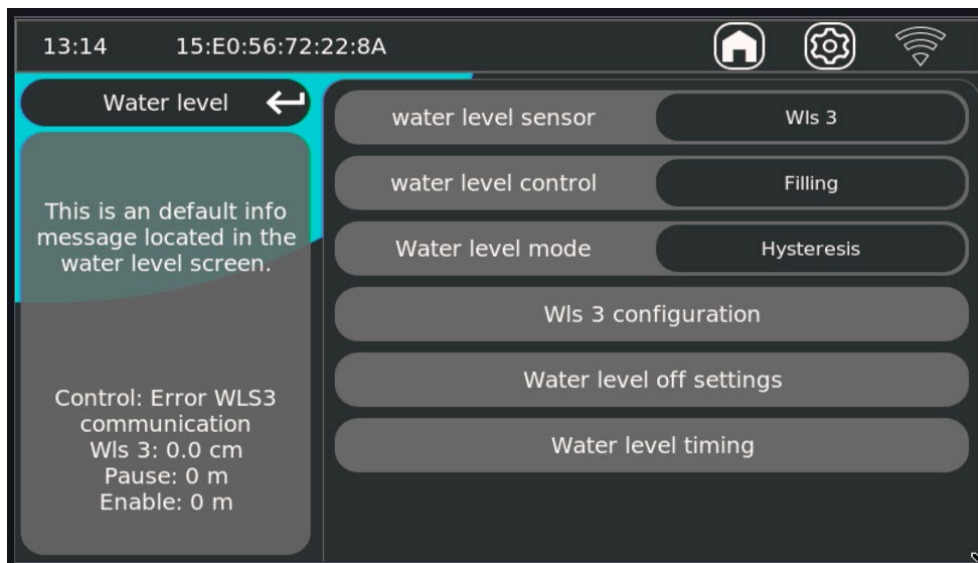 13:14 15:E0:56:72:22:8A
Water level
This is an default info
message located in the
water level screen.
Control: Error WLS3
communication
Wls 3: 0.0 cm
Pause: 0 m
Enable: 0 m
water level sensor Wls 3
water level control Filling
Water level mode Hysteresis
Wls 3 configuration
Water level off settings
Water level timing